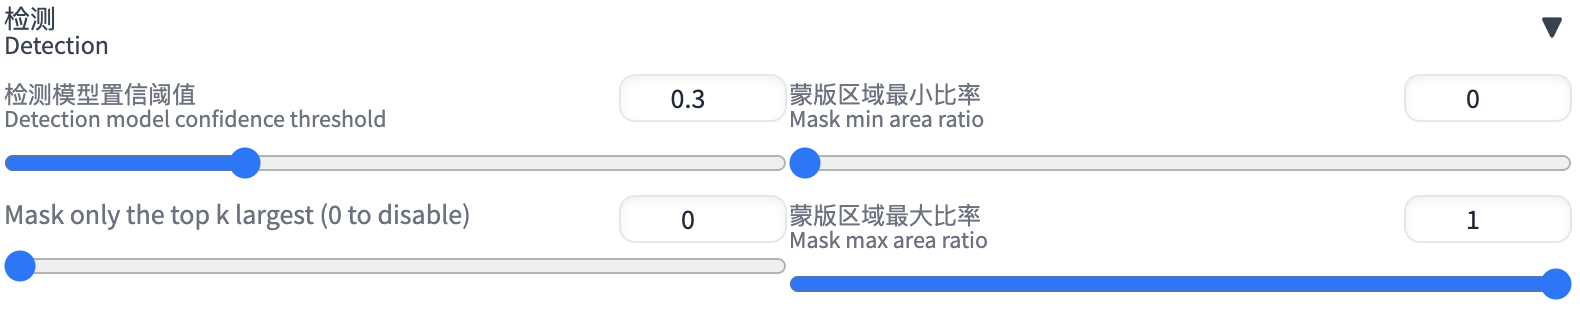 检测
Detection
检测模型置信阈值
Detection model confidence threshold
0.3
蒙版区域最小比率
Mask min area ratio
0
Mask only the top k largest (0 to disable)
0
蒙版区域最大比率
Mask max area ratio
1